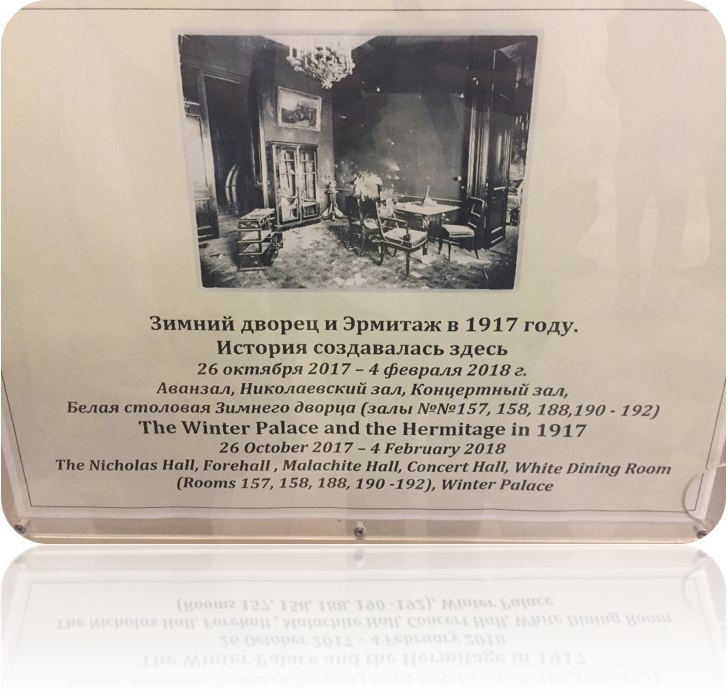 Зимний дворец и Эрмитаж в 1917 году.
История создавалась здесь
26 октября 2017 – 4 февраля 2018 г.
Аванзал, Николаевский зал, Концертный зал,
Белая столовая Зимнего дворца (залы №№157, 158, 188,190 - 192)
The Winter Palace and the Hermitage in 1917
26 October 2017 – 4 February 2018
The Nicholas Hall, Forehall , Malachite Hall, Concert Hall, White Dining Room
(Rooms 157, 158, 188, 190 -192), Winter Palace